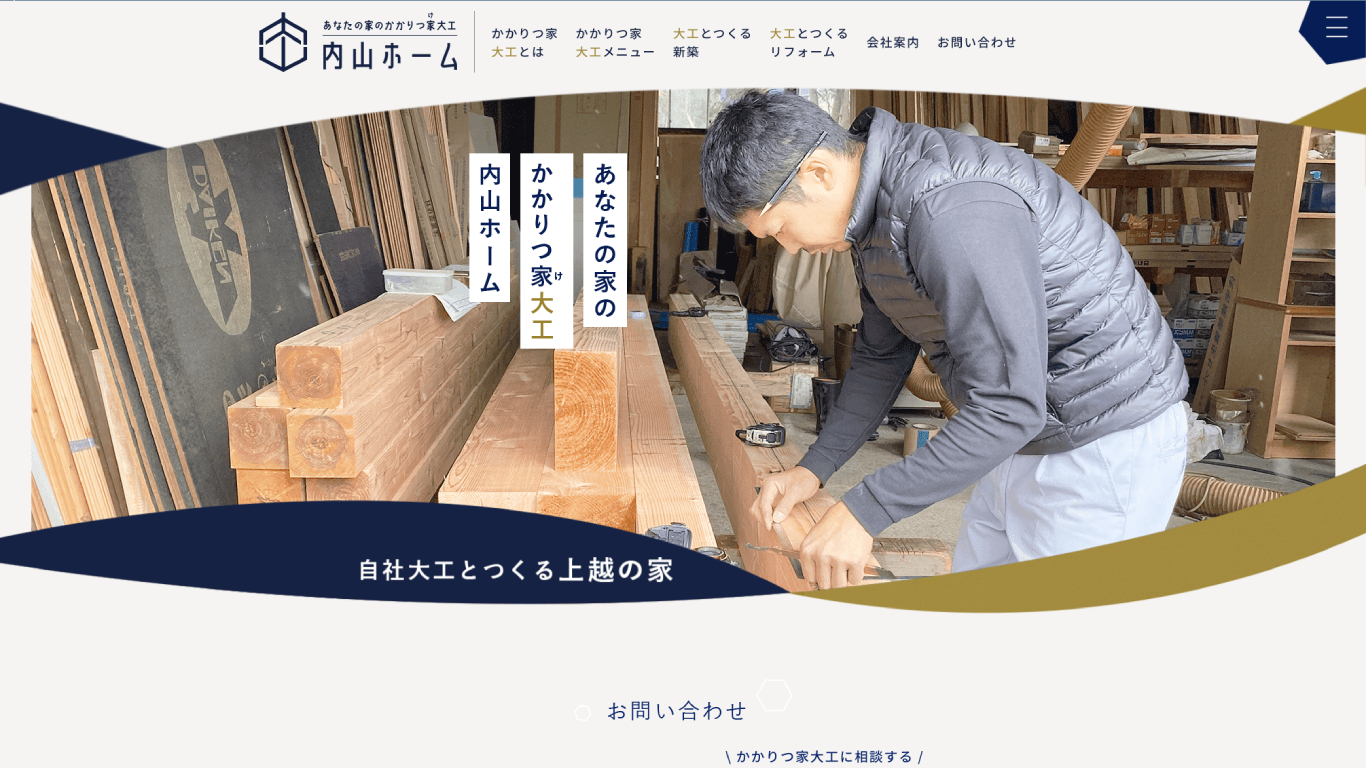 あなたの家のかかりつ家大工
け
内山ホーム
かかりつ家
大工とは
かかりつ家
大工メニュー
大工とつくる
新築
大工とつくる
リフォーム
会社案内
お問い合わせ
あなたの家の
かかりつ家大工
け
内山ホーム
DAIKEN
自社大工とつくる上越の家
お問い合わせ
\ かかりつ家大工に相談する /